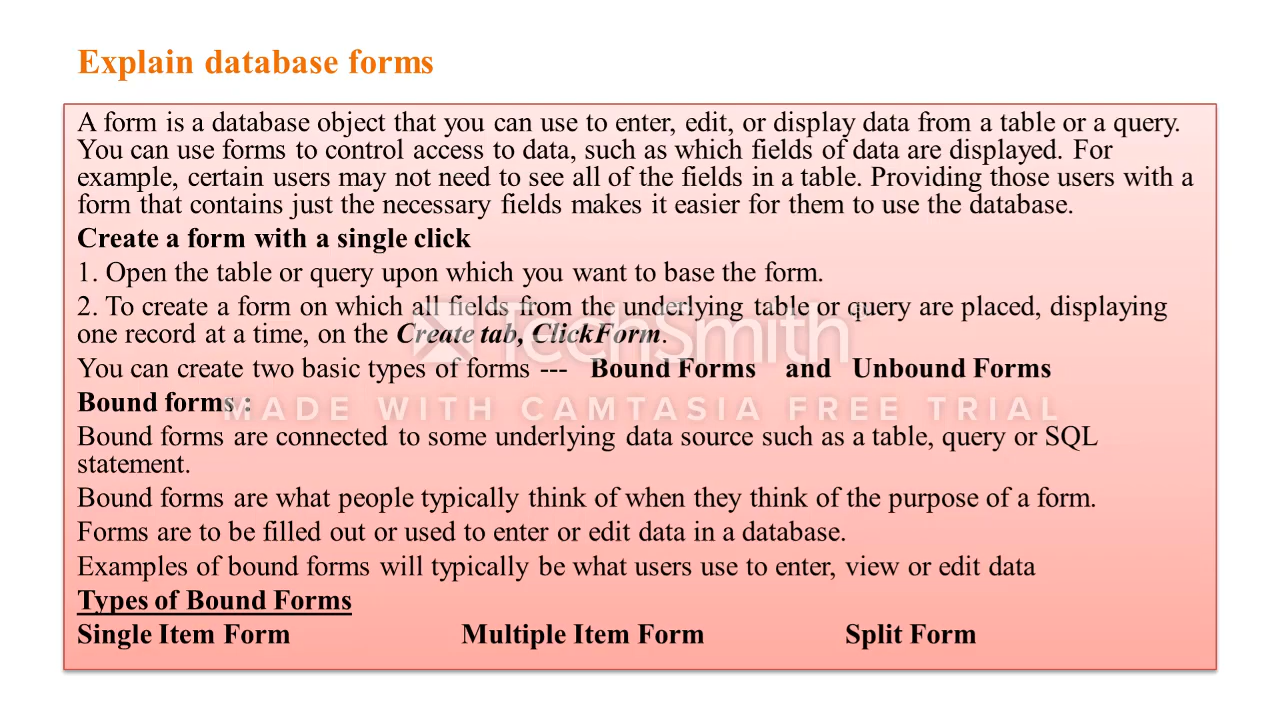 Explain database forms
A form is a database object that you can use to enter, edit, or display data from a table or a query.
You can use forms to control access to data, such as which fields of data are displayed. For
example, certain users may not need to see all of the fields in a table. Providing those users with a
form that contains just the necessary fields makes it easier for them to use the database.
Create a form with a single click
1. Open the table or query upon which you want to base the form.
2. To create a form on which all fields from the underlying table or query are placed, displaying
one record at a time, on the Create tab, ClickForm.
TechSmith
You can create two basic types of forms --- Bound Forms and Unbound Forms
Bound forms :
MADE WITH CAMTASIA FREE TRIAL
Bound forms are connected to some underlying data source such as a table, query or SQL
statement.
Bound forms are what people typically think of when they think of the purpose of a form.
Forms are to be filled out or used to enter or edit data in a database.
Examples of bound forms will typically be what users use to enter, view or edit data
Types of Bound Forms
Single Item Form Multiple Item Form Split Form